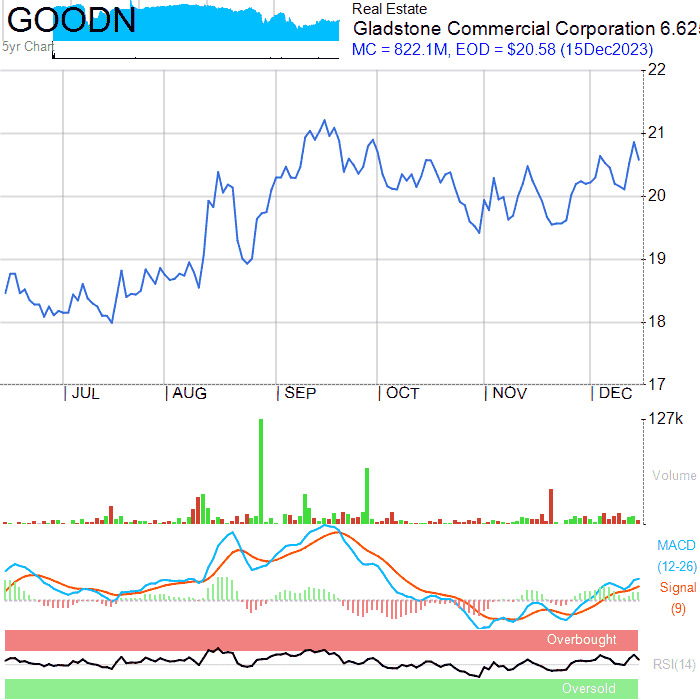 GOODN
Real Estate
5yr Chart
Gladstone Commercial Corporation 6.62
MC = 822.1M, EOD = $20.58 (15Dec2023)
22
21
20
19
18
17
JUL AUG SEP OCT NOV DEC
127k
Volume
MACD
(12-26)
Signal
(9)
Overbought
RSI(14)
Oversold